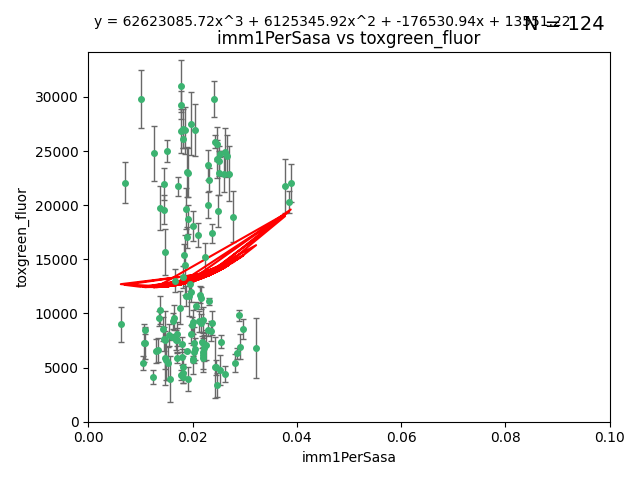 y = 62623085.72x^3 + 6125345.92x^2 + -176530.94x + 13551.22
N = 124
imm1PerSasa vs toxgreen_fluor
30000
25000
20000
15000
10000
5000
0
toxgreen_fluor
0.00 0.02 0.04 0.06 0.08 0.10
imm1PerSasa